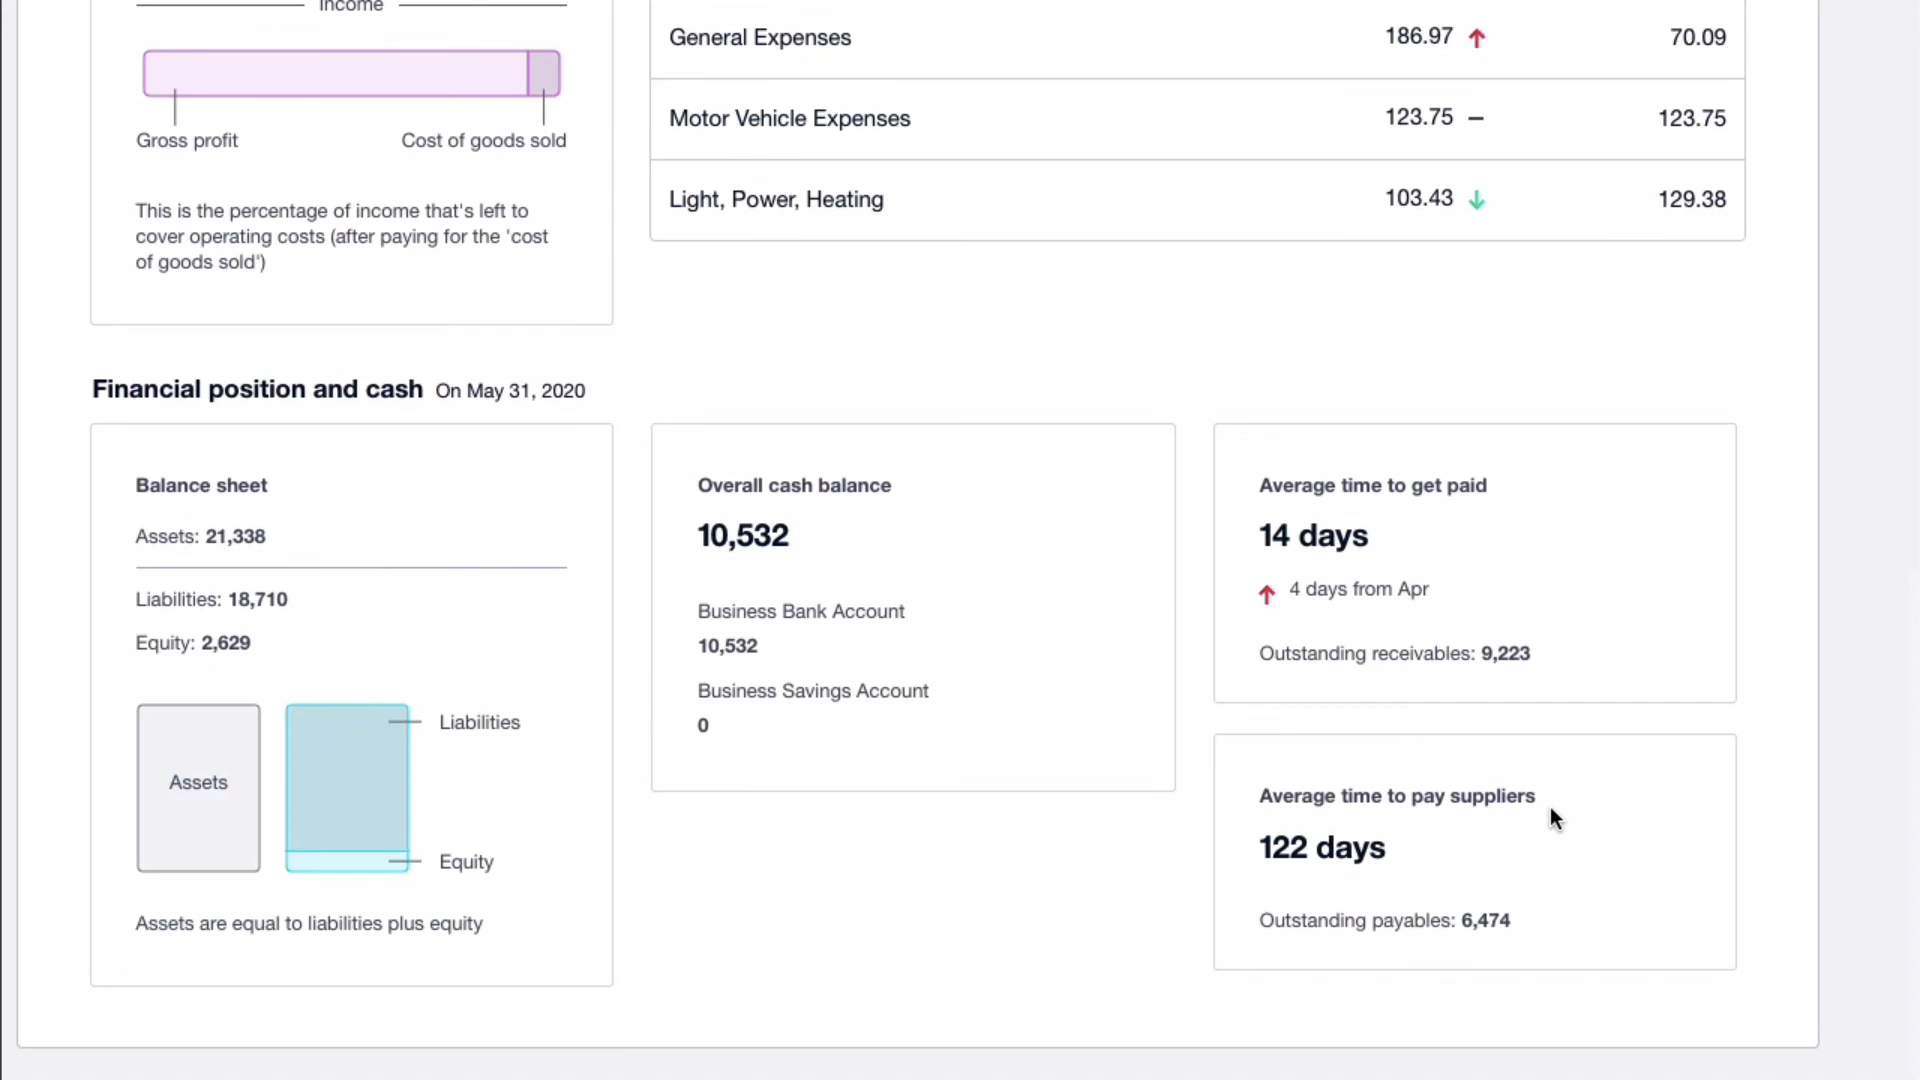 Income
Gross profit
Cost of goods sold
This is the percentage of income that's left to
cover operating costs (after paying for the 'cost
of goods sold')
General Expenses 186.97 70.09
Motor Vehicle Expenses 123.75 – 123.75
Light, Power, Heating 103.43 129.38
Financial position and cash On May 31, 2020
Balance sheet
Assets: 21,338
Liabilities: 18,710
Equity: 2,629
Assets
Liabilities
Equity
Assets are equal to liabilities plus equity
Overall cash balance
10,532
Business Bank Account
10,532
Business Savings Account
0
Average time to get paid
14 days
4 days from Apr
Outstanding receivables: 9,223
Average time to pay suppliers
122 days
Outstanding payables: 6,474